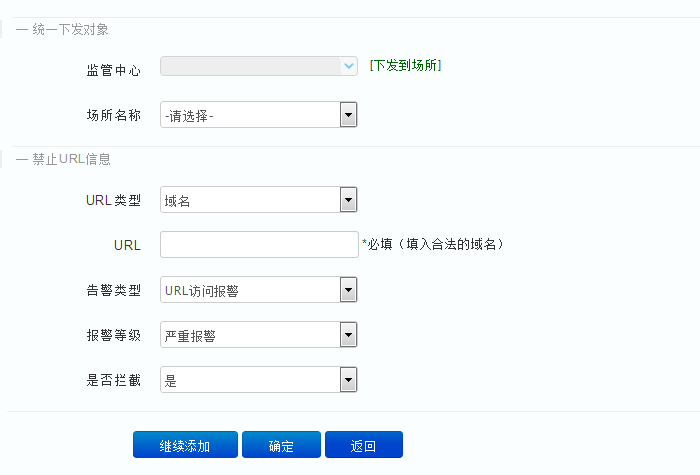 — 统一下发对象
监管中心 [下发到场所]
场所名称 -请选择-
— 禁止URL信息
URL类型 域名
URL *必填（填入合法的域名）
告警类型 URL访问报警
报警等级 严重报警
是否拦截 是
继续添加 确定 返回